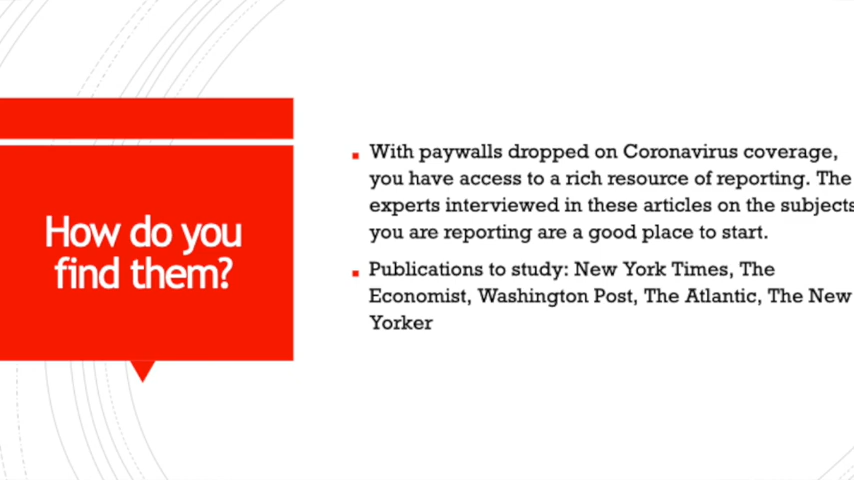 How do you
find them?
With paywalls dropped on Coronavirus coverage,
you have access to a rich resource of reporting. The
experts interviewed in these articles on the subjects
you are reporting are a good place to start.
Publications to study: New York Times, The
Economist, Washington Post, The Atlantic, The New
Yorker